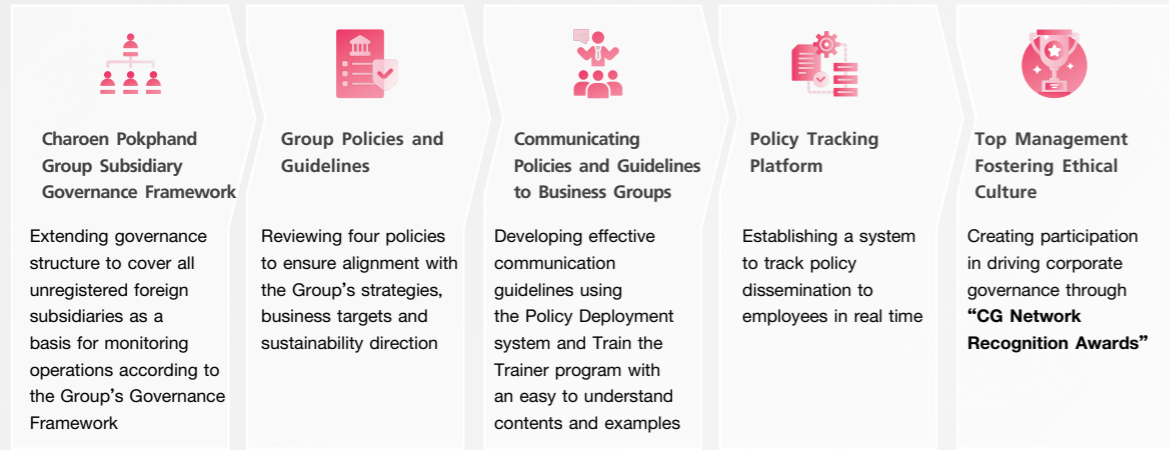 Charoen Pokphand
Group Subsidiary
Governance Framework
Extending governance
structure to cover all
unregistered foreign
subsidiaries as a
basis for monitoring
operations according to
the Group's Governance
Framework
Group Policies and
Guidelines
Reviewing four policies
to ensure alignment with
the Group's strategies,
business targets and
sustainability direction
Communicating
Policies and Guidelines
to Business Groups
Developing effective
communication
guidelines using
the Policy Deployment
system and Train the
Trainer program with
an easy to understand
contents and examples
Policy Tracking
Platform
Establishing a system
to track policy
dissemination to
employees in real time
Top Management
Fostering Ethical
Culture
Creating participation
in driving corporate
governance through
“CG Network
Recognition Awards”